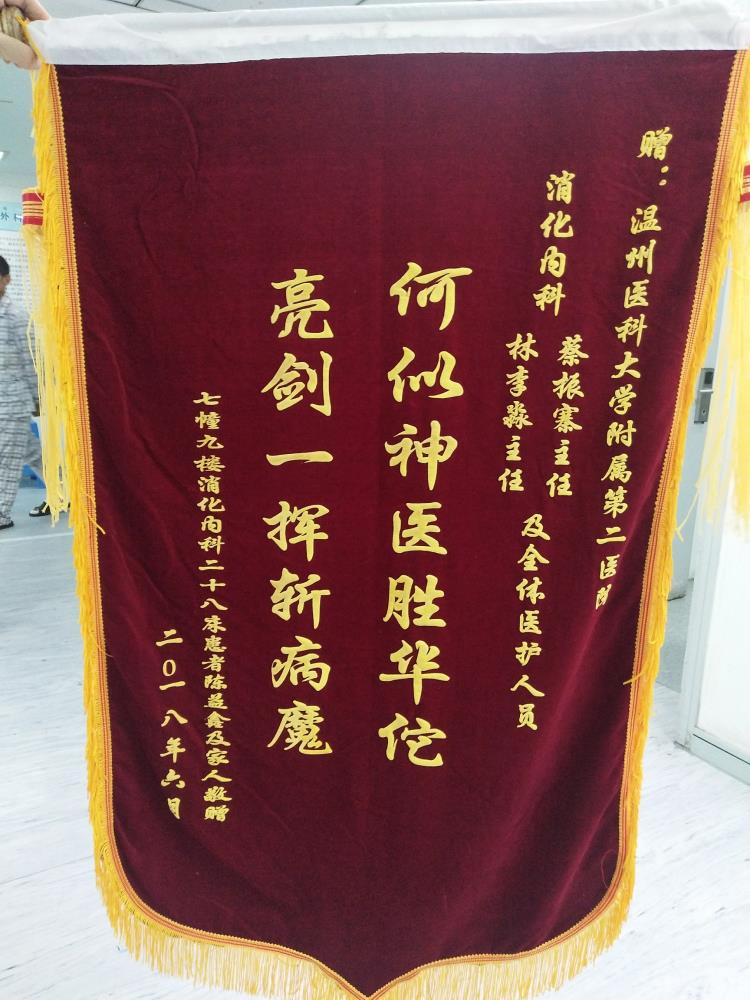 赠：温州医科大学附属第二医院
消化内科
蔡振寨主任
林李淼主任
及全体医护人员
何似神医胜华佗
亮剑一挥斩病魔
七幢九楼消化内科二十八床患者陈益鑫及家人敬赠
二0一八年六月
外